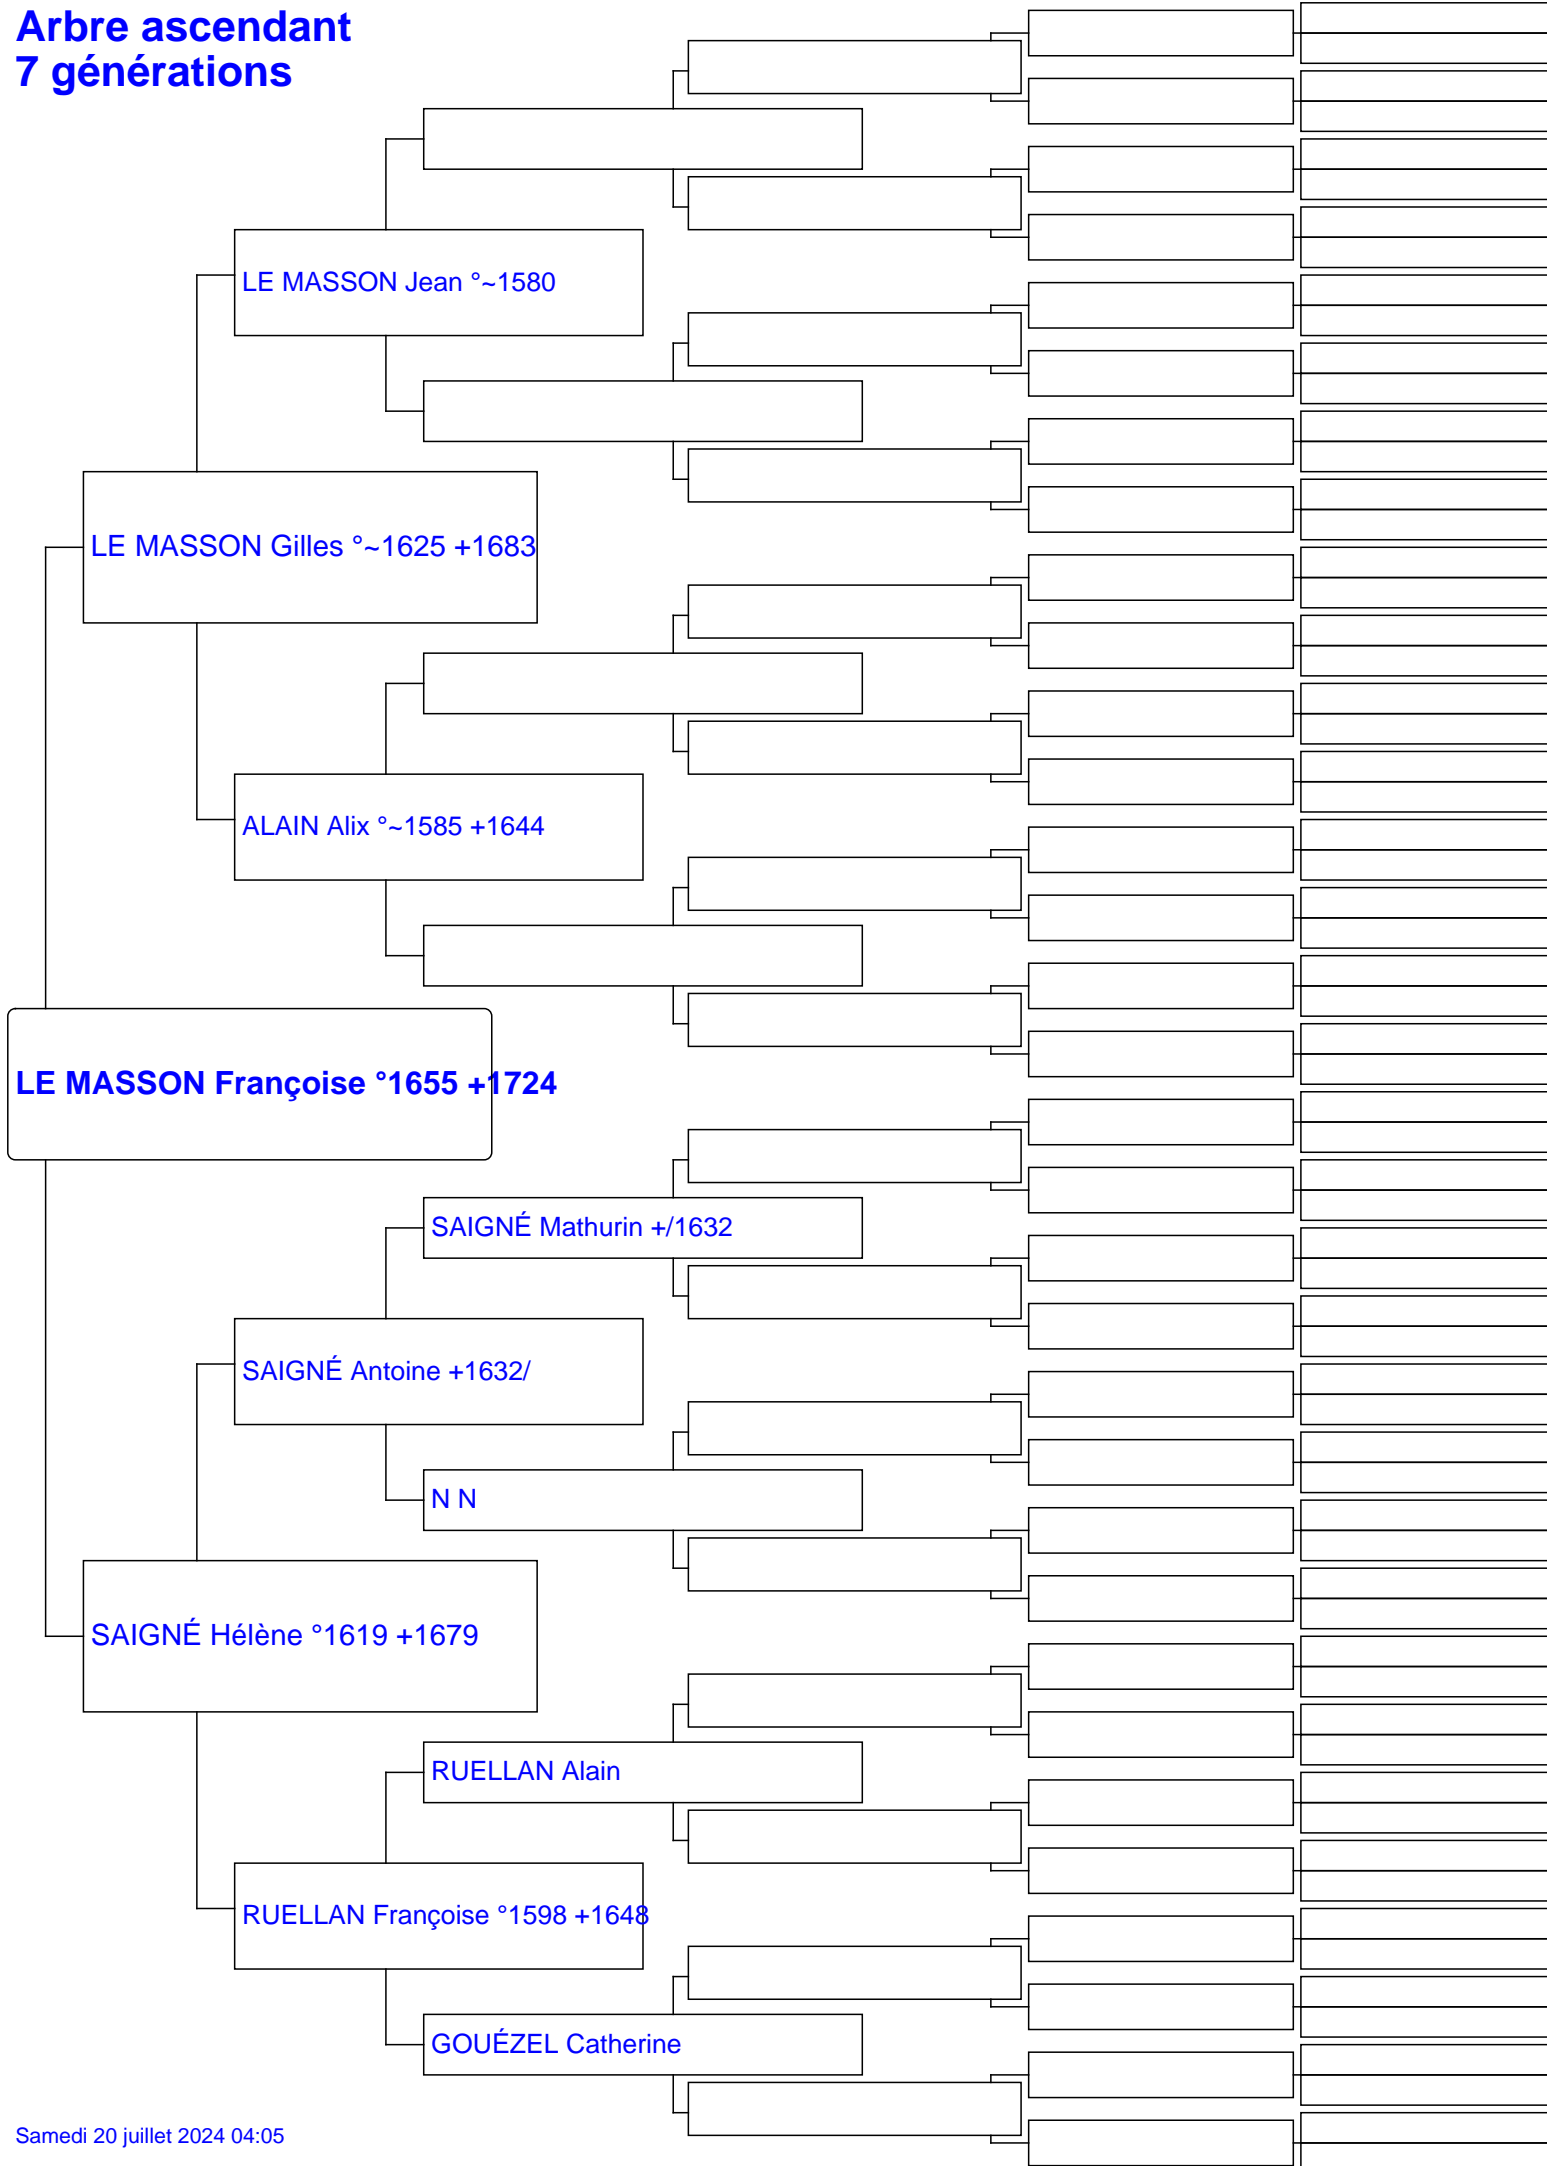 Arbre ascendant
7 générations
LE MASSON Jean °~1580
LE MASSON Gilles °~1625 +1683
ALAIN Alix °~1585 +1644
LE MASSON Françoise °1655 +1724
SAIGNÉ Mathurin +/1632
SAIGNÉ Antoine +1632/
N N
SAIGNÉ Hélène °1619 +1679
RUELLAN Alain
RUELLAN Françoise °1598 +1648
GOUÉZEL Catherine
Samedi 20 juillet 2024 04:05